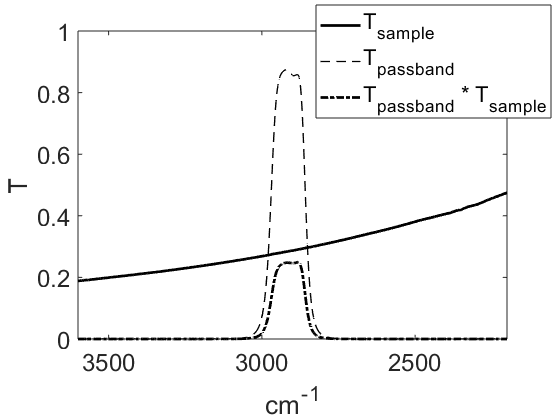 T_sample
T_passband
T_passband * T_sample
1
0.8
0.6
0.4
0.2
0
T
3500 3000 2500
cm^-1